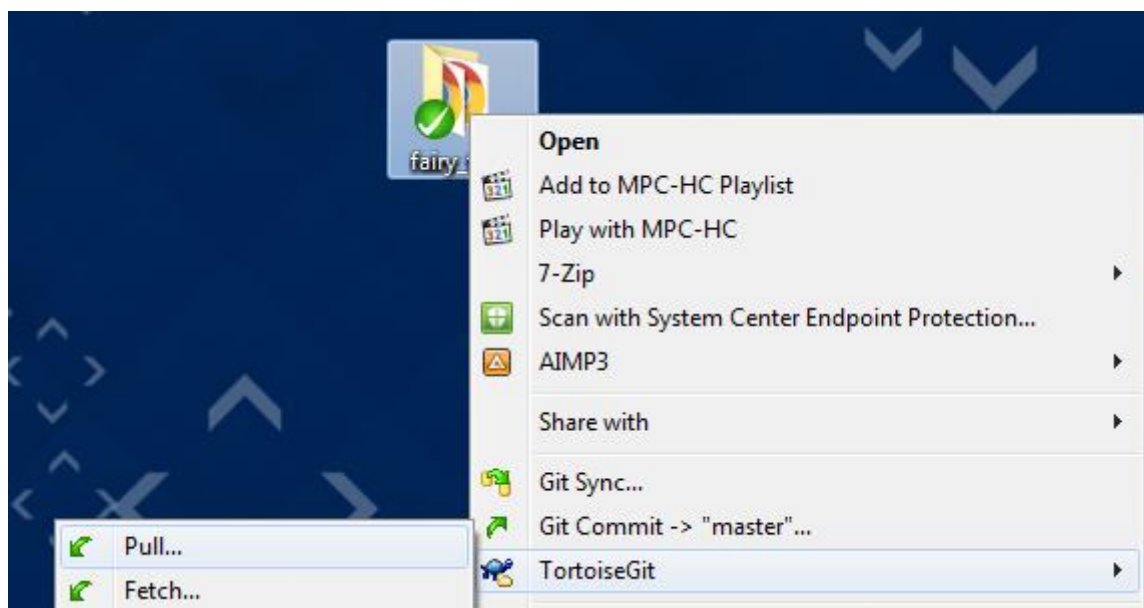 fairy
Open
Add to MPC-HC Playlist
Play with MPC-HC
7-Zip
Scan with System Center Endpoint Protection...
AIMP3
Share with
Git Sync...
Git Commit -> "master"...
TortoiseGit
Pull...
Fetch...